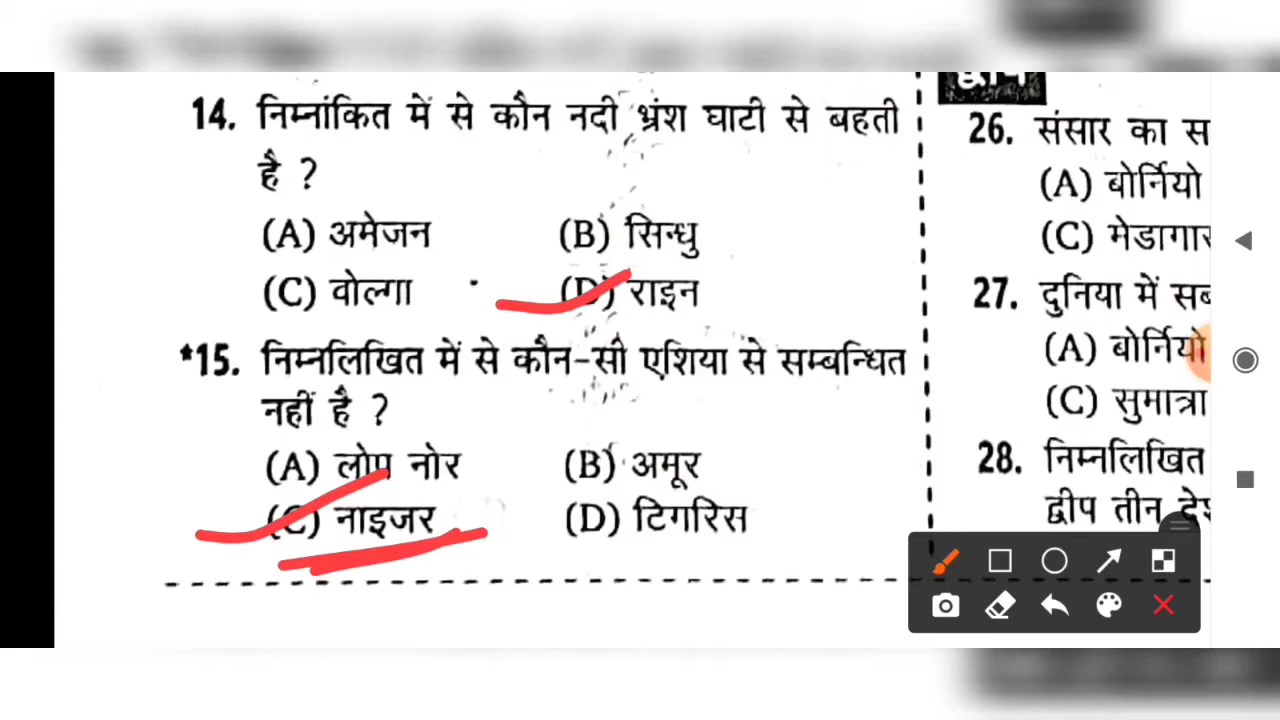 14. निम्नांकित में से कौन नदी भ्रंश घाटी से बहती
है ?
(A) अमेजन (B) सिन्धु
(C) वोल्गा (D) राइन
*15. निम्नलिखित में से कौन-सी एशिया से सम्बन्धित
नहीं है ?
(A) लोप नोर (B) अमूर
(C) नाइजर (D) टिगरिस
26. संसार का स
(A) बोर्नियो
(C) मेडागार
27. दुनिया में सब
(A) बोर्नियो
(C) सुमात्रा
28. निम्नलिखित
द्वीप तीन देश